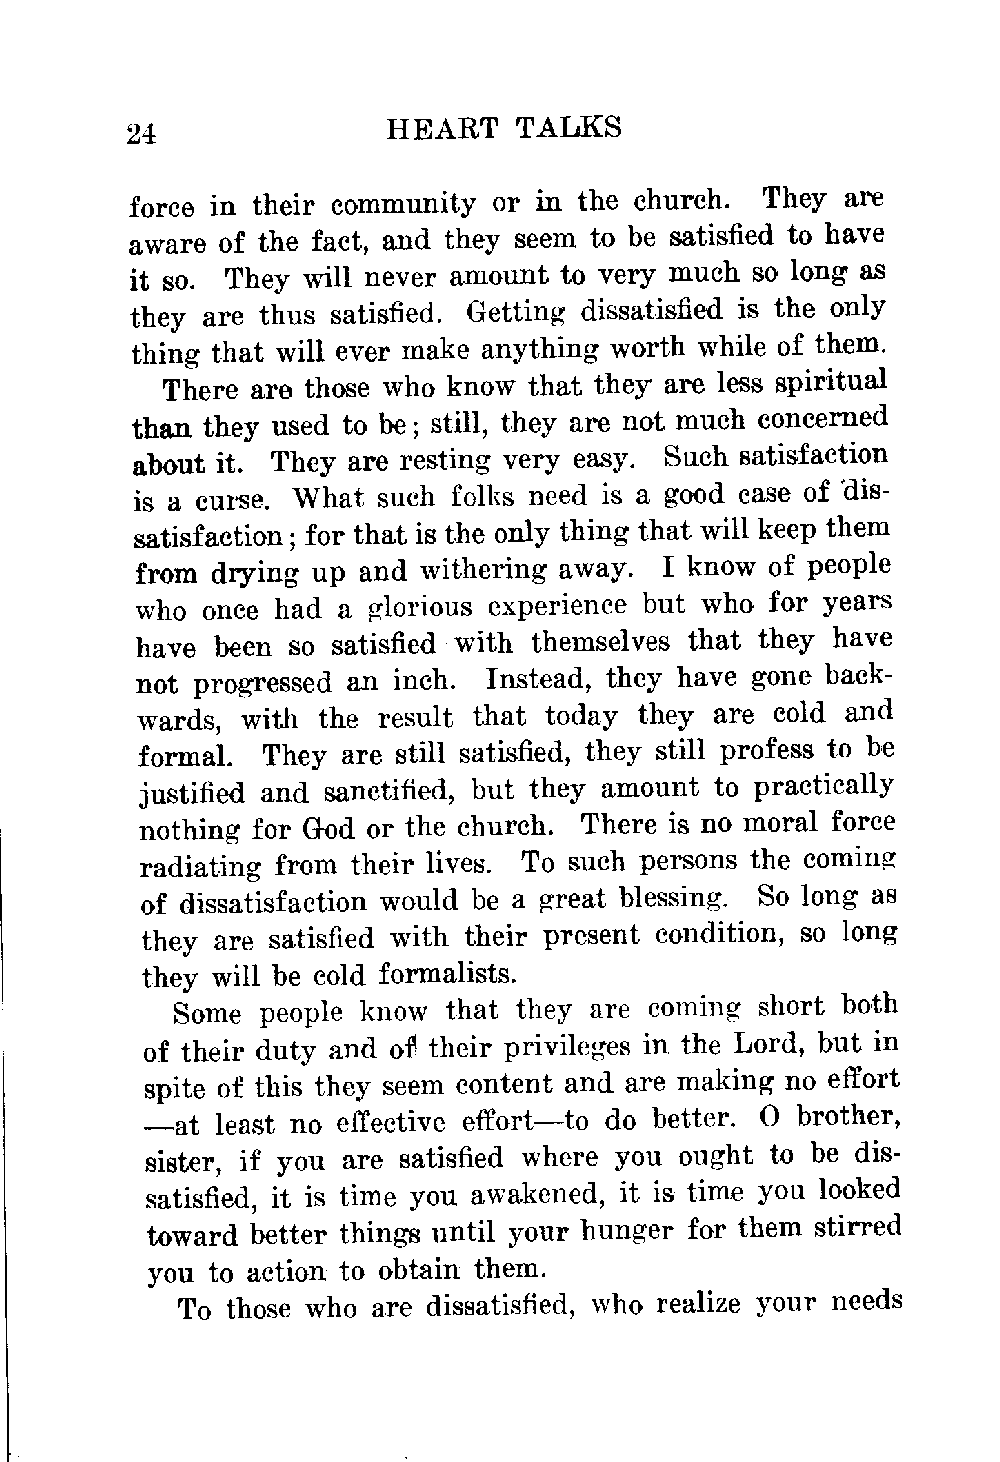 24 HEART TALKS
force in their community or in the church. They are
aware of the fact, and they seem to be satisfied to have
it so. They will never amount to very much so long as
they are thus satisfied. Getting dissatisfied is the only
thing that will ever make anything worth while of them.
There are those who know that they are less spiritual
than they used to be; still, they are not much concerned
about it. They are resting very easy. Such satisfaction
is a curse. What such folks need is a good case of dis-
satisfaction; for that is the only thing that will keep them
from drying up and withering away. I know of people
who once had a glorious experience but who for years
have been so satisfied with themselves that they have
not progressed an inch. Instead, they have gone back-
wards, with the result that today they are cold and
formal. They are still satisfied, they still profess to be
justified and sanctified, but they amount to practically
nothing for God or the church. There is no moral force
radiating from their lives. To such persons the coming
of dissatisfaction would be a great blessing. So long as
they are satisfied with their present condition, so long
they will be cold formalists.
Some people know that they are coming short both
of their duty and of their privileges in the Lord, but in
spite of this they seem content and are making no effort
—at least no effective effort—to do better. O brother,
sister, if you are satisfied where you ought to be dis-
satisfied, it is time you awakened, it is time you looked
toward better things until your hunger for them stirred
you to action to obtain them.
To those who are dissatisfied, who realize your needs